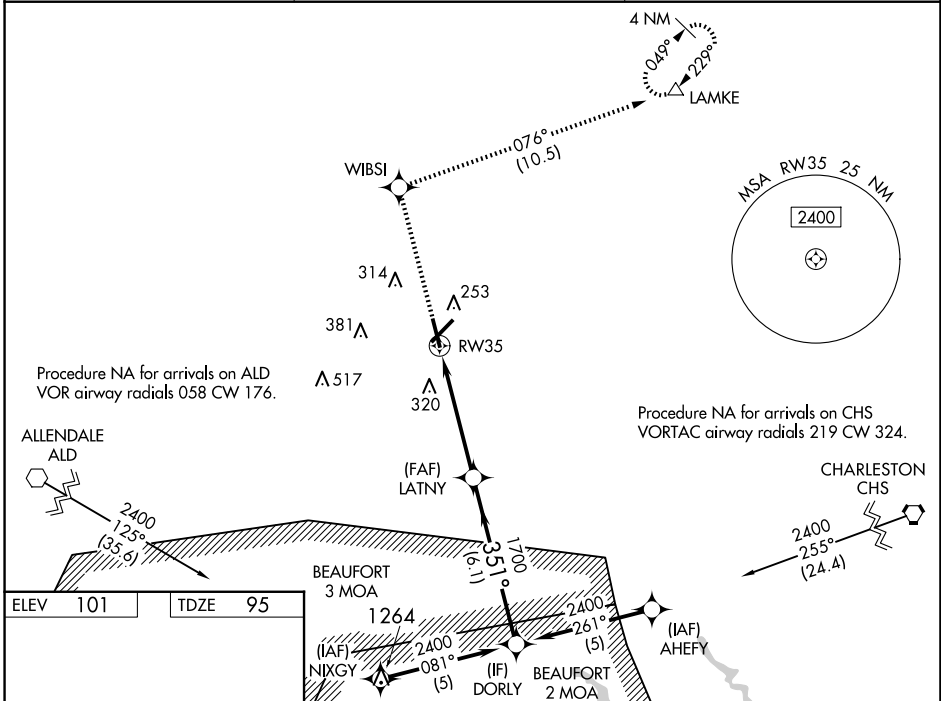 4 NM
049°
229°
LAMKE
076°
(10.5)
WIBSI
MSA RW35 25 NM
2400
314
253
381
RW35
517
320
Procedure NA for arrivals on ALD
VOR airway radials 058 CW 176.
Procedure NA for arrivals on CHS
VORTAC airway radials 219 CW 324.
ALLENDALE
ALD
(FAF)
LATNY
CHARLESTON
CHS
2400
125°
(35.6)
2400
255°
(24.4)
1700
351°
(6.1)
BEAUFORT
3 MOA
ELEV 101
TDZE 95
1264
(IAF)
NIXGY
2400
081°
(5)
(IF)
DORLY
2400
261°
(5)
(IAF)
AHEFY
BEAUFORT
2 MOA